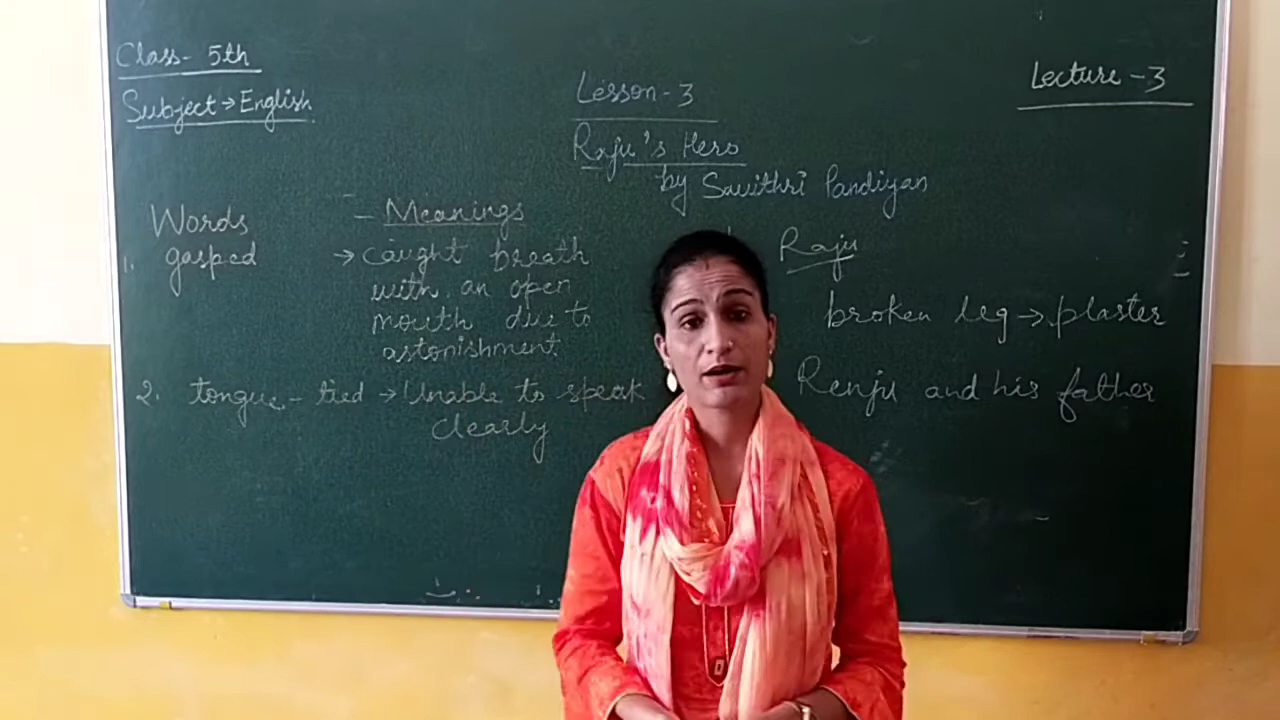 Class- 5th
Subject → English
Lecture - 3
Lesson - 3
Raju's Hero
by Savithri Pandiyan
Words - Meanings
1. gasped → caught breath
with an open
mouth due to
astonishment
2. tongue - tied → Unable to speak
clearly
Raju
broken leg → plaster
Renju and his father